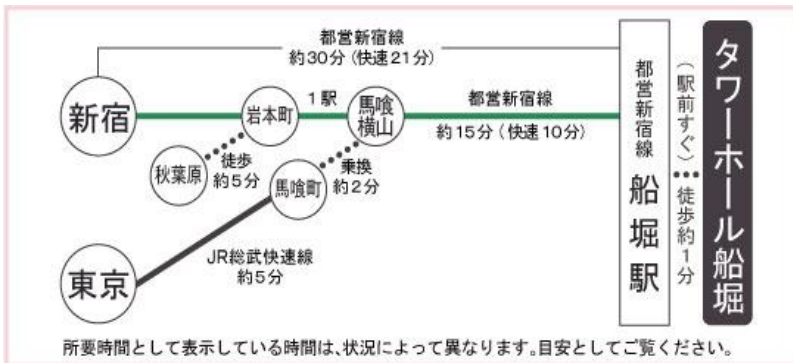 都営新宿線
約30分（快速21分）
新宿
岩本町
1駅
馬喰
横山
都営新宿線
約15分（快速10分）
秋葉原
徒歩
約5分
馬喰町
乗換
約2分
東京
JR総武快速線
約5分
都営新宿線
船堀駅
（駅前すぐ）
徒歩約1分
タワーホール船堀
所要時間として表示している時間は、状況によって異なります。目安としてご覧ください。